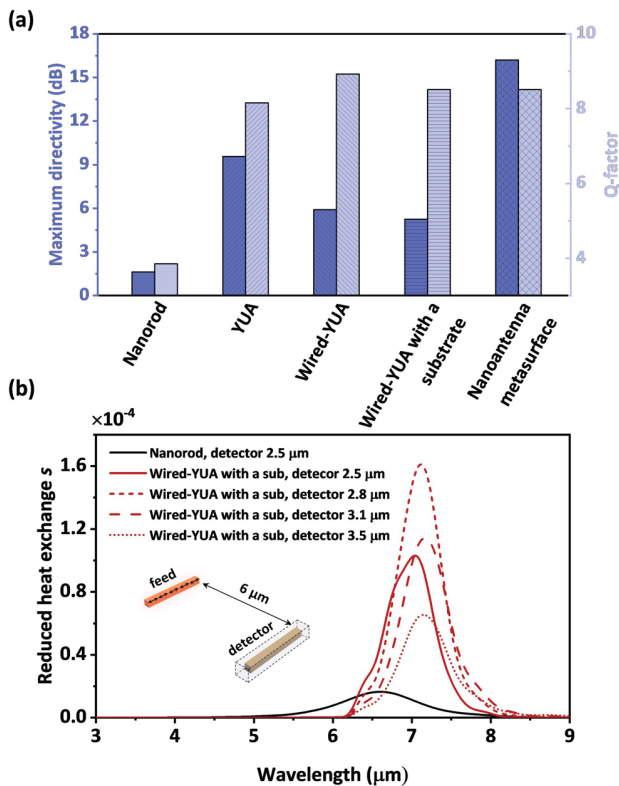 (a)
18
15
12
9
6
3
0
Maximum directivity (dB)
10
8
6
4
Q-factor
Nanorod
YUA
Wired-YUA
Wired-YUA with a
substrate
Nanoantenna
metasurface
(b)
×10⁻⁴
1.6
1.2
0.8
0.4
0.0
Reduced heat exchange s
Nanorod, detector 2.5 μm
Wired-YUA with a sub, detecor 2.5 μm
Wired-YUA with a sub, detecor 2.8 μm
Wired-YUA with a sub, detecor 3.1 μm
Wired-YUA with a sub, detecor 3.5 μm
feed
6 μm
detector
3 4 5 6 7 8 9
Wavelength (μm)